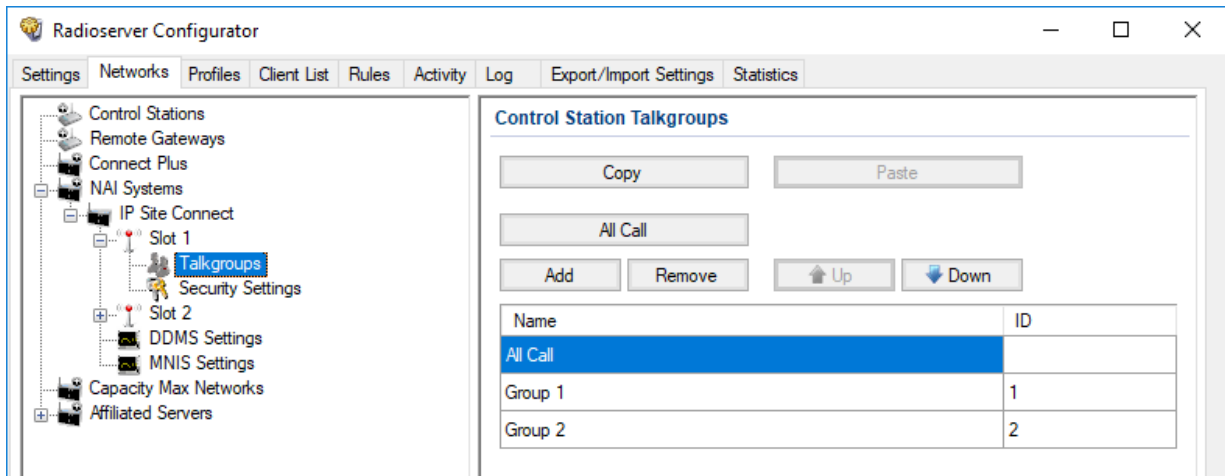 Radioserver Configurator
Settings Networks Profiles Client List Rules Activity Log Export/Import Settings Statistics
Control Stations
Remote Gateways
Connect Plus
NAI Systems
IP Site Connect
Slot 1
Talkgroups
Security Settings
Slot 2
DDMS Settings
MNIS Settings
Capacity Max Networks
Affiliated Servers
Control Station Talkgroups
Copy Paste
All Call
Add Remove Up Down
Name ID
All Call
Group 1 1
Group 2 2